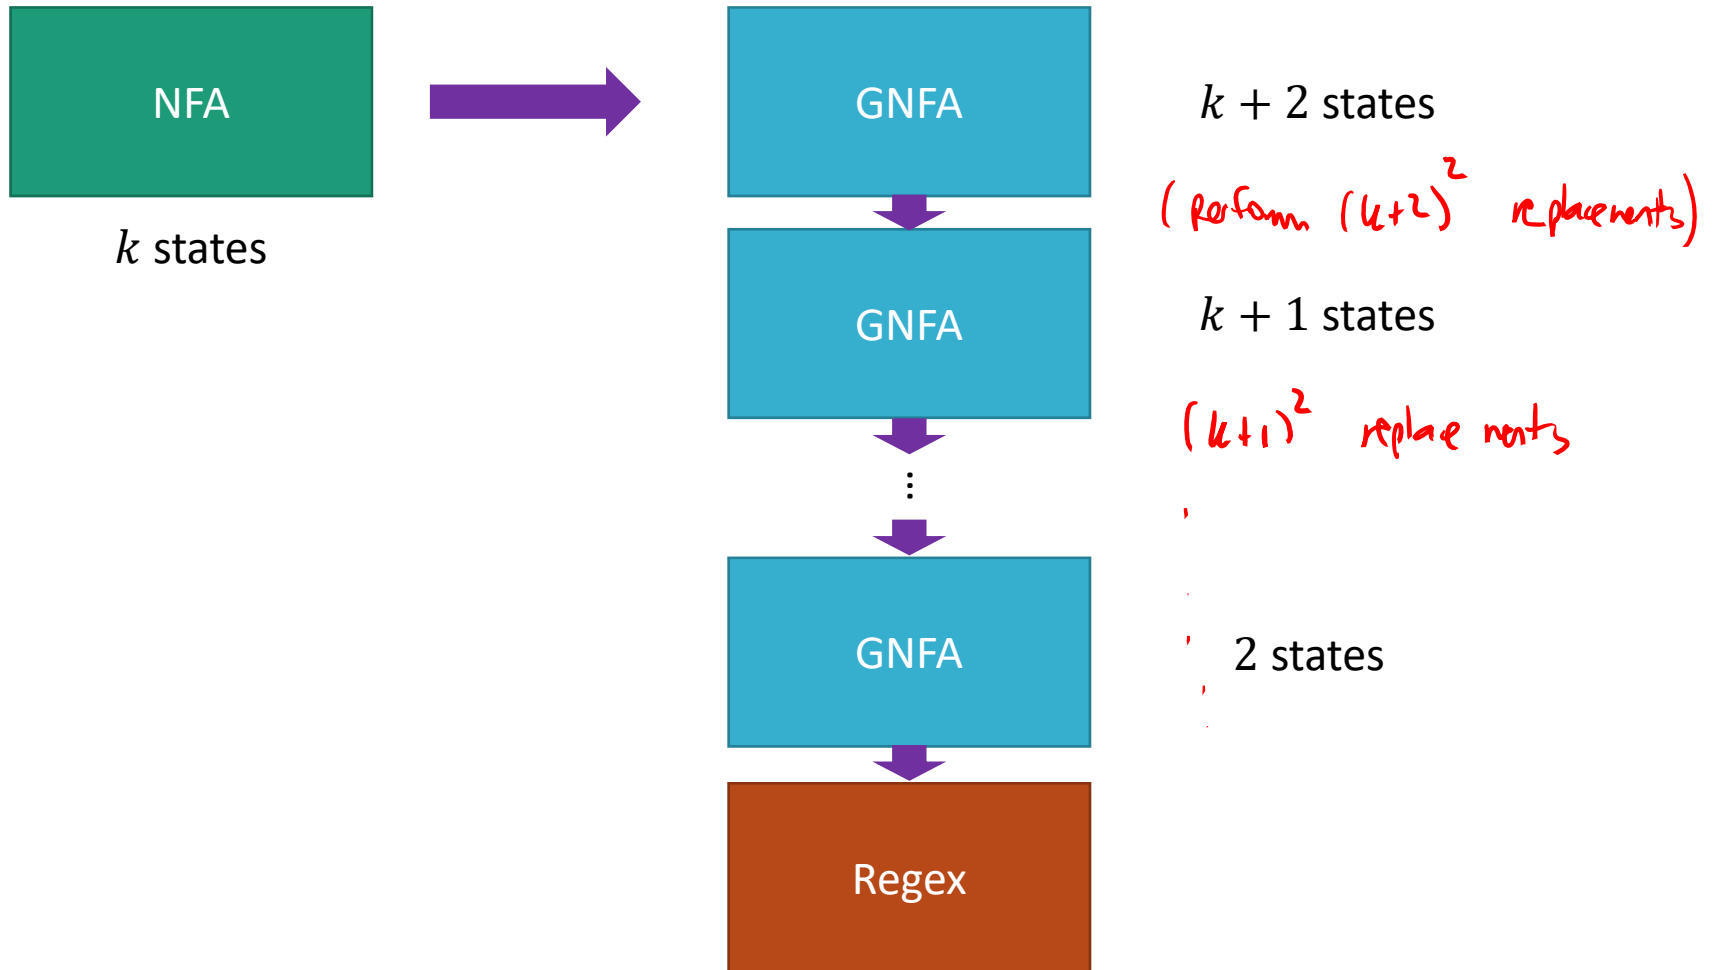 NFA
GNFA
k + 2 states
(Perform (k+2)² replacements)
k states
GNFA
k + 1 states
(k+1)² replacements
⋮
GNFA
2 states
Regex